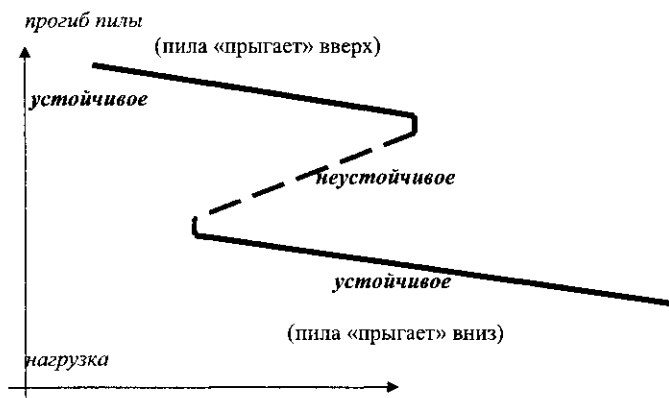 прогиб пилы
(пила «прыгает» вверх)
устойчивое
неустойчивое
устойчивое
(пила «прыгает» вниз)
нагрузка